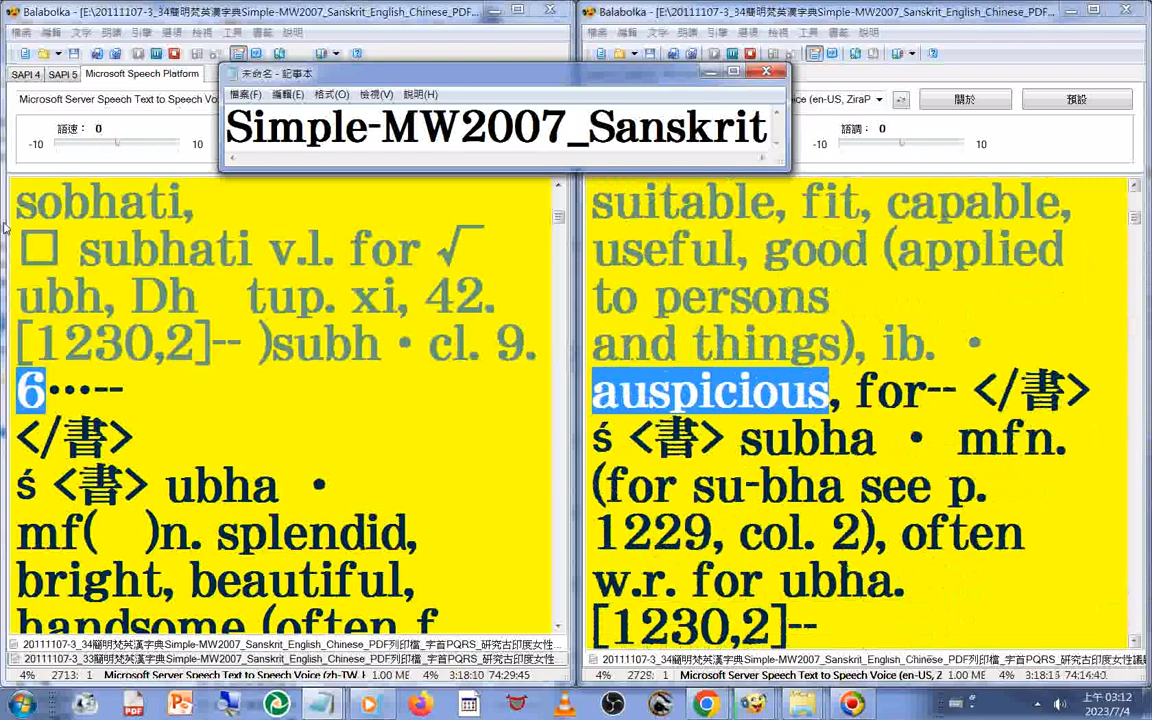 Balabolka - [E:\20111107-3_34簡明梵英漢字典Simple-MW2007_Sanskrit_English_Chinese_PDF...
檔案 編輯 文字 朗讀 引擎 選項 檢視 工具 書籤 說明
SAPI 4 SAPI 5 Microsoft Speech Platform
Microsoft Server Speech Text to Speech Vo
語速： 0
-10 10
sobhati,
□ subhati v.l. for √
ubh, Dh tup. xi, 42.
[1230,2]-- )subh • cl. 9.
6•••--
</書>
ś <書> ubha •
mf( )n. splendid,
bright, beautiful,
handsome (often f
20111107-3_34簡明梵英漢字典Simple-MW2007_Sanskrit_English_Chinese_PDF列印檔_字首PQRS_研究古印度女性...
20111107-3_33簡明梵英漢字典Simple-MW2007_Sanskrit_English_Chinese_PDF列印檔_字首PQRS_研究古印度女性...
4% 2713: 1 Microsoft Server Speech Text to Speech Voice (zh-TW, 1.00 ME 4% 3:18:10 74:29:45
未命名 - 記事本
檔案(F) 編輯(E) 格式(O) 檢視(V) 說明(H)
Simple-MW2007_Sanskrit
Balabolka - [E:\20111107-3_34簡明梵英漢字典Simple-MW2007_Sanskrit_English_Chinese_PDF...
檔案 編輯 文字 朗讀 引擎 選項 檢視 工具 書籤 說明
ice (en-US, ZiraP 關於 預設
語調： 0
-10 10
suitable, fit, capable,
useful, good (applied
to persons
and things), ib. •
auspicious, for-- </書>
ś <書> subha • mfn.
(for su-bha see p.
1229, col. 2), often
w.r. for ubha.
[1230,2]--
20111107-3_34簡明梵英漢字典Simple-MW2007_Sanskrit_English_Chinese_PDF列印檔_字首PQRS_研究古印度女性議
4% 2728: 1 Microsoft Server Speech Text to Speech Voice (en-US, 2 1.00 ME 4% 3:18:15
上午 03:12
2023/7/4